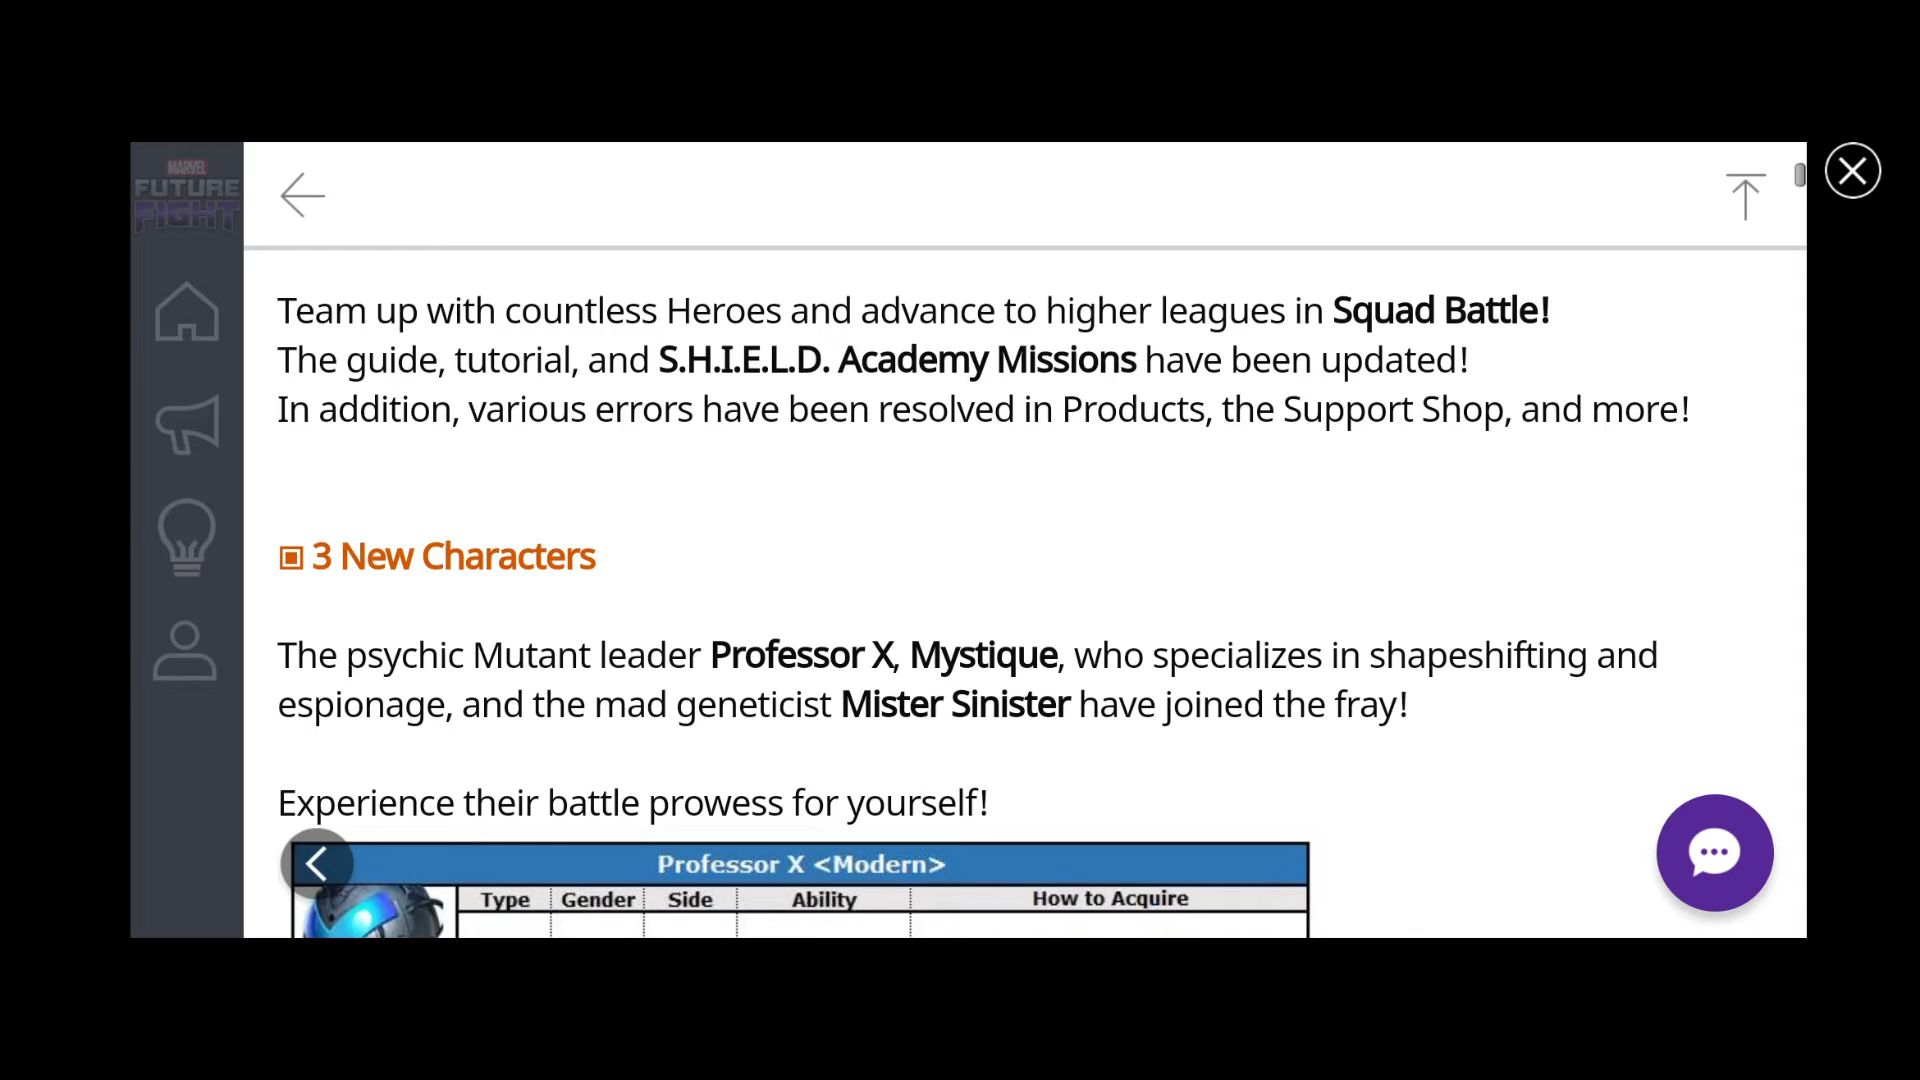 MARVEL
FUTURE
FIGHT
Team up with countless Heroes and advance to higher leagues in Squad Battle!
The guide, tutorial, and S.H.I.E.L.D. Academy Missions have been updated!
In addition, various errors have been resolved in Products, the Support Shop, and more!
▣ 3 New Characters
The psychic Mutant leader Professor X, Mystique, who specializes in shapeshifting and
espionage, and the mad geneticist Mister Sinister have joined the fray!
Experience their battle prowess for yourself!
Professor X <Modern>
Type Gender Side Ability How to Acquire